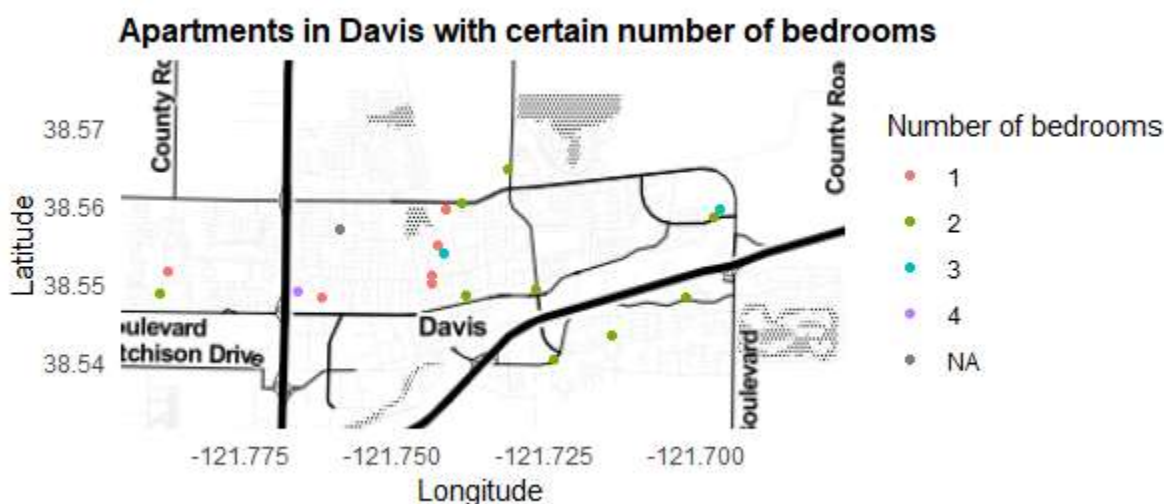 Apartments in Davis with certain number of bedrooms
County Ro
County Roa
38.57
38.56
38.55
38.54
Latitude
oulevard
tchison Drive
Davis
oulevard
-121.775
-121.750
-121.725
-121.700
Longitude
Number of bedrooms
1
2
3
4
NA